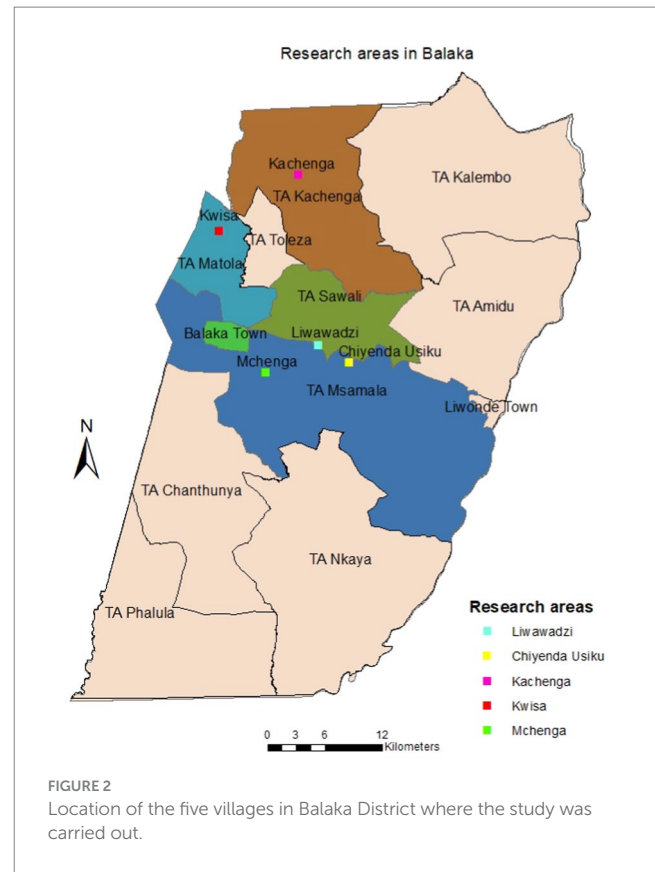 Research areas in Balaka
Kachenga
TA Kachenga
TA Kalembo
Kwisa
TA Toleza
TA Matola
TA Sawali
TA Amidu
Balaka Town
Liwawadzi
Chiyenda Usiku
Mchenga
TA Msamala
Liwonde Town
N
TA Chanthunya
TA Nkaya
TA Phalula
Research areas
Liwawadzi
Chiyenda Usiku
Kachenga
Kwisa
Mchenga
0 3 6 12
Kilometers
FIGURE 2
Location of the five villages in Balaka District where the study was
carried out.